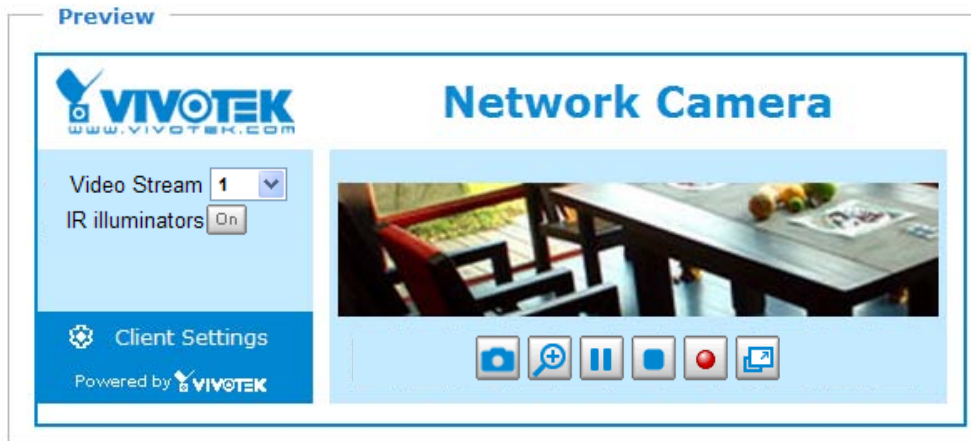 Preview
VIVOTEK
www.vivotek.com
Network Camera
Video Stream 1
IR illuminators On
Client Settings
Powered by VIVOTEK